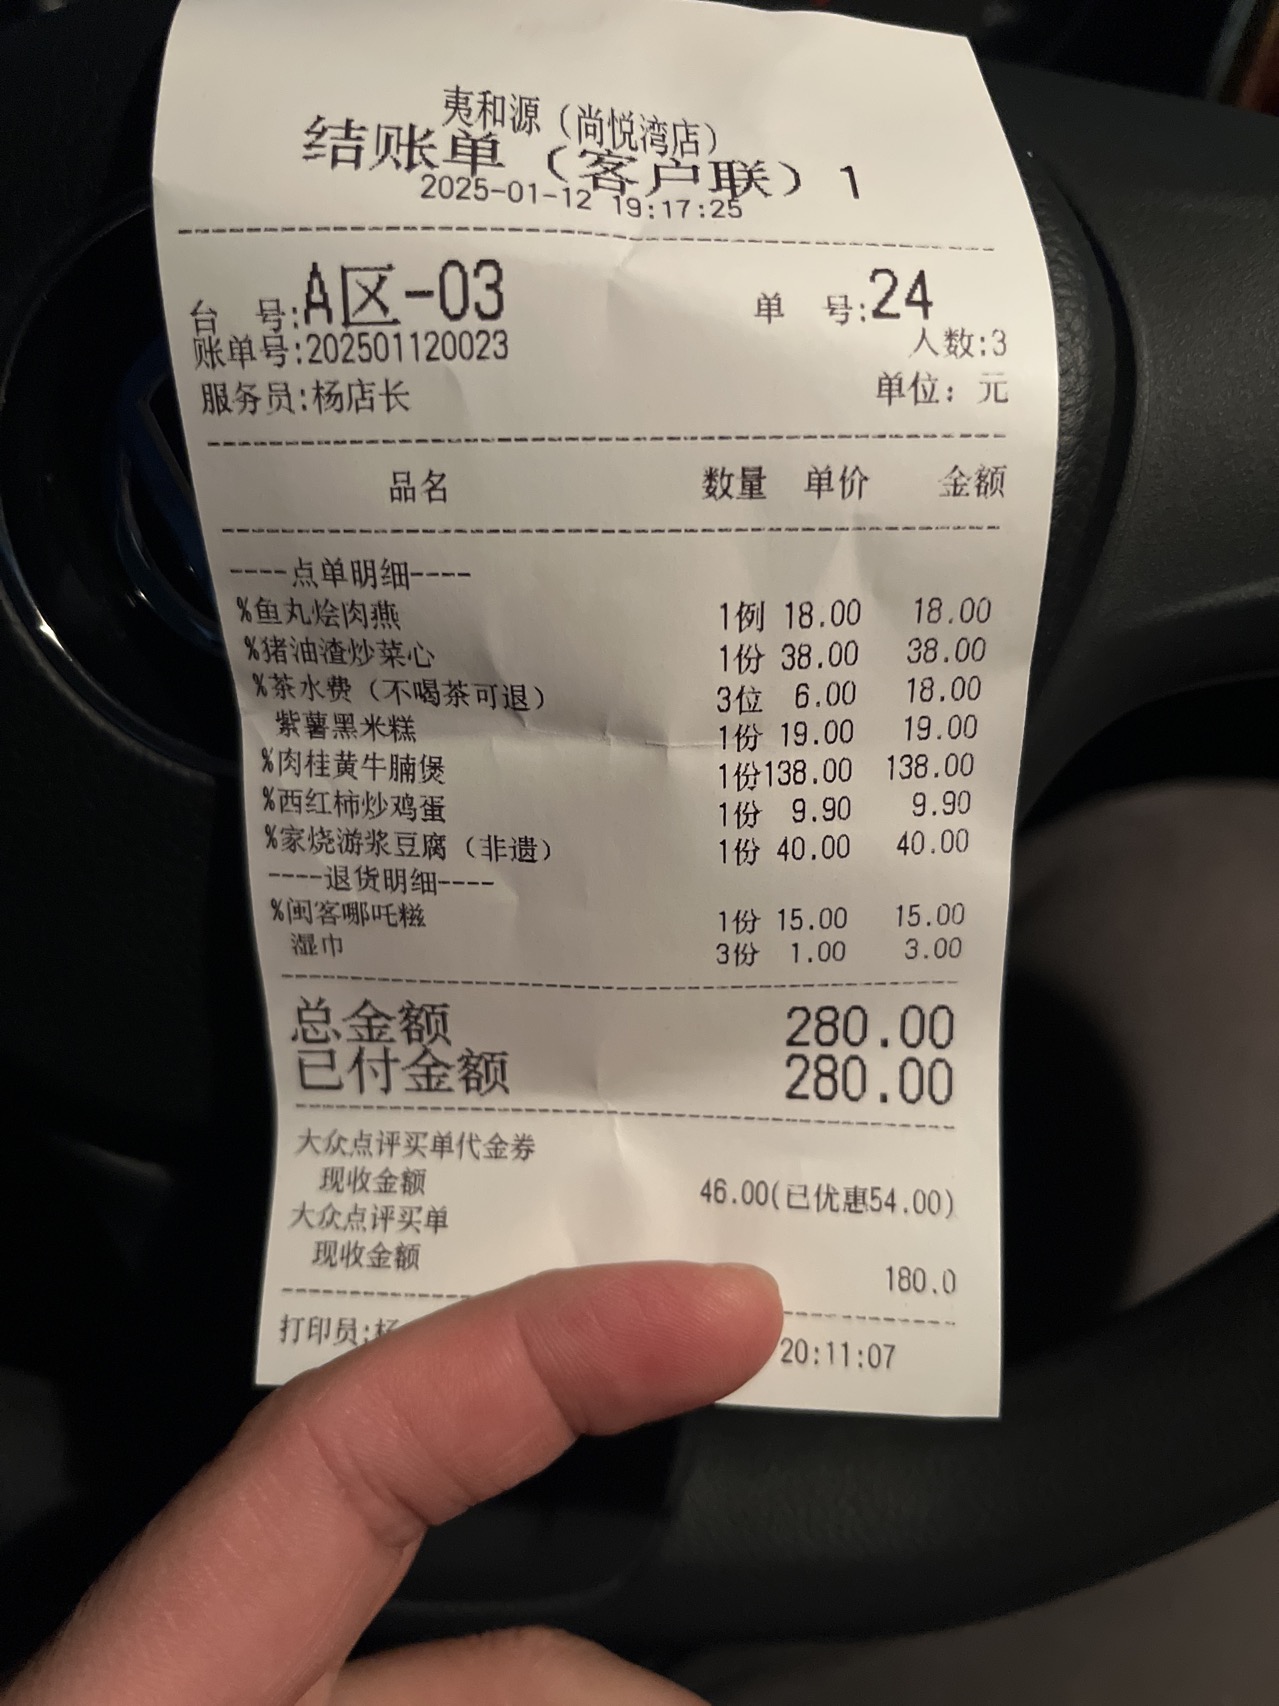 夷和源（尚悦湾店）
结账单（客户联）1
2025-01-12 19:17:25
台 号:A区-03 单 号:24
账单号:202501120023 人数:3
服务员:杨店长 单位：元
品名 数量 单价 金额
----点单明细----
%鱼丸烩肉燕 1例 18.00 18.00
%猪油渣炒菜心 1份 38.00 38.00
%茶水费（不喝茶可退） 3位 6.00 18.00
紫薯黑米糕 1份 19.00 19.00
%肉桂黄牛腩煲 1份 138.00 138.00
%西红柿炒鸡蛋 1份 9.90 9.90
%家烧游浆豆腐（非遗） 1份 40.00 40.00
----退货明细----
%闽客哪吒糍 1份 15.00 15.00
湿巾 3份 1.00 3.00
总金额 280.00
已付金额 280.00
大众点评买单代金券
现收金额 46.00(已优惠54.00)
大众点评买单
现收金额 180.0
打印员: 20:11:07